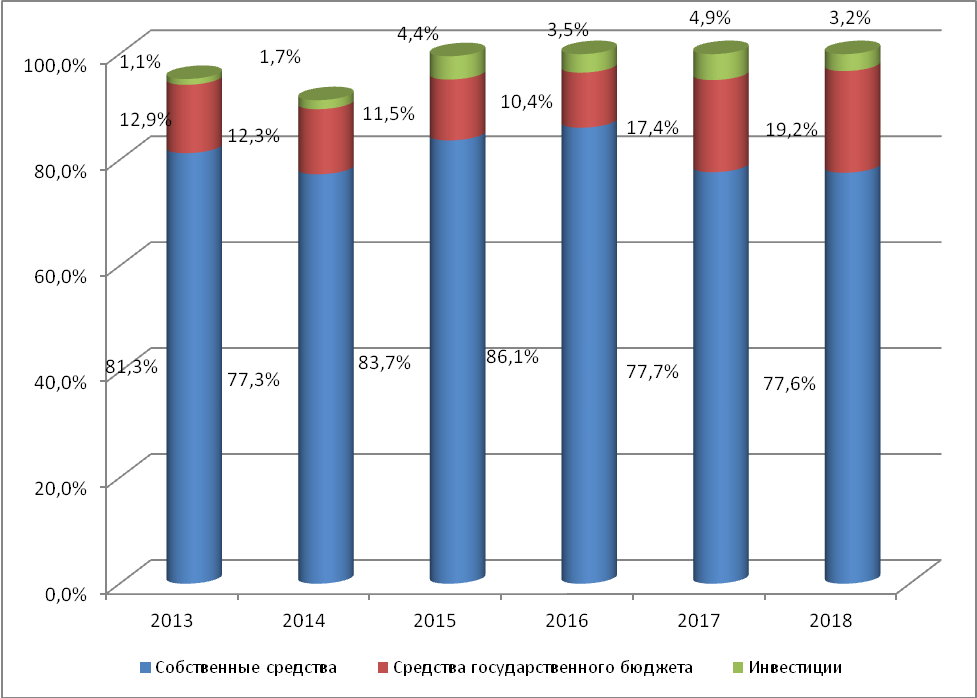 4,4% 3,5% 4,9% 3,2%
100,0% 1,1% 1,7%
12,9% 12,3% 11,5% 10,4% 17,4% 19,2%
80,0%
60,0%
81,3% 77,3% 83,7% 86,1% 77,7% 77,6%
40,0%
20,0%
0,0%
2013 2014 2015 2016 2017 2018
Собственные средства Средства государственного бюджета Инвестиции